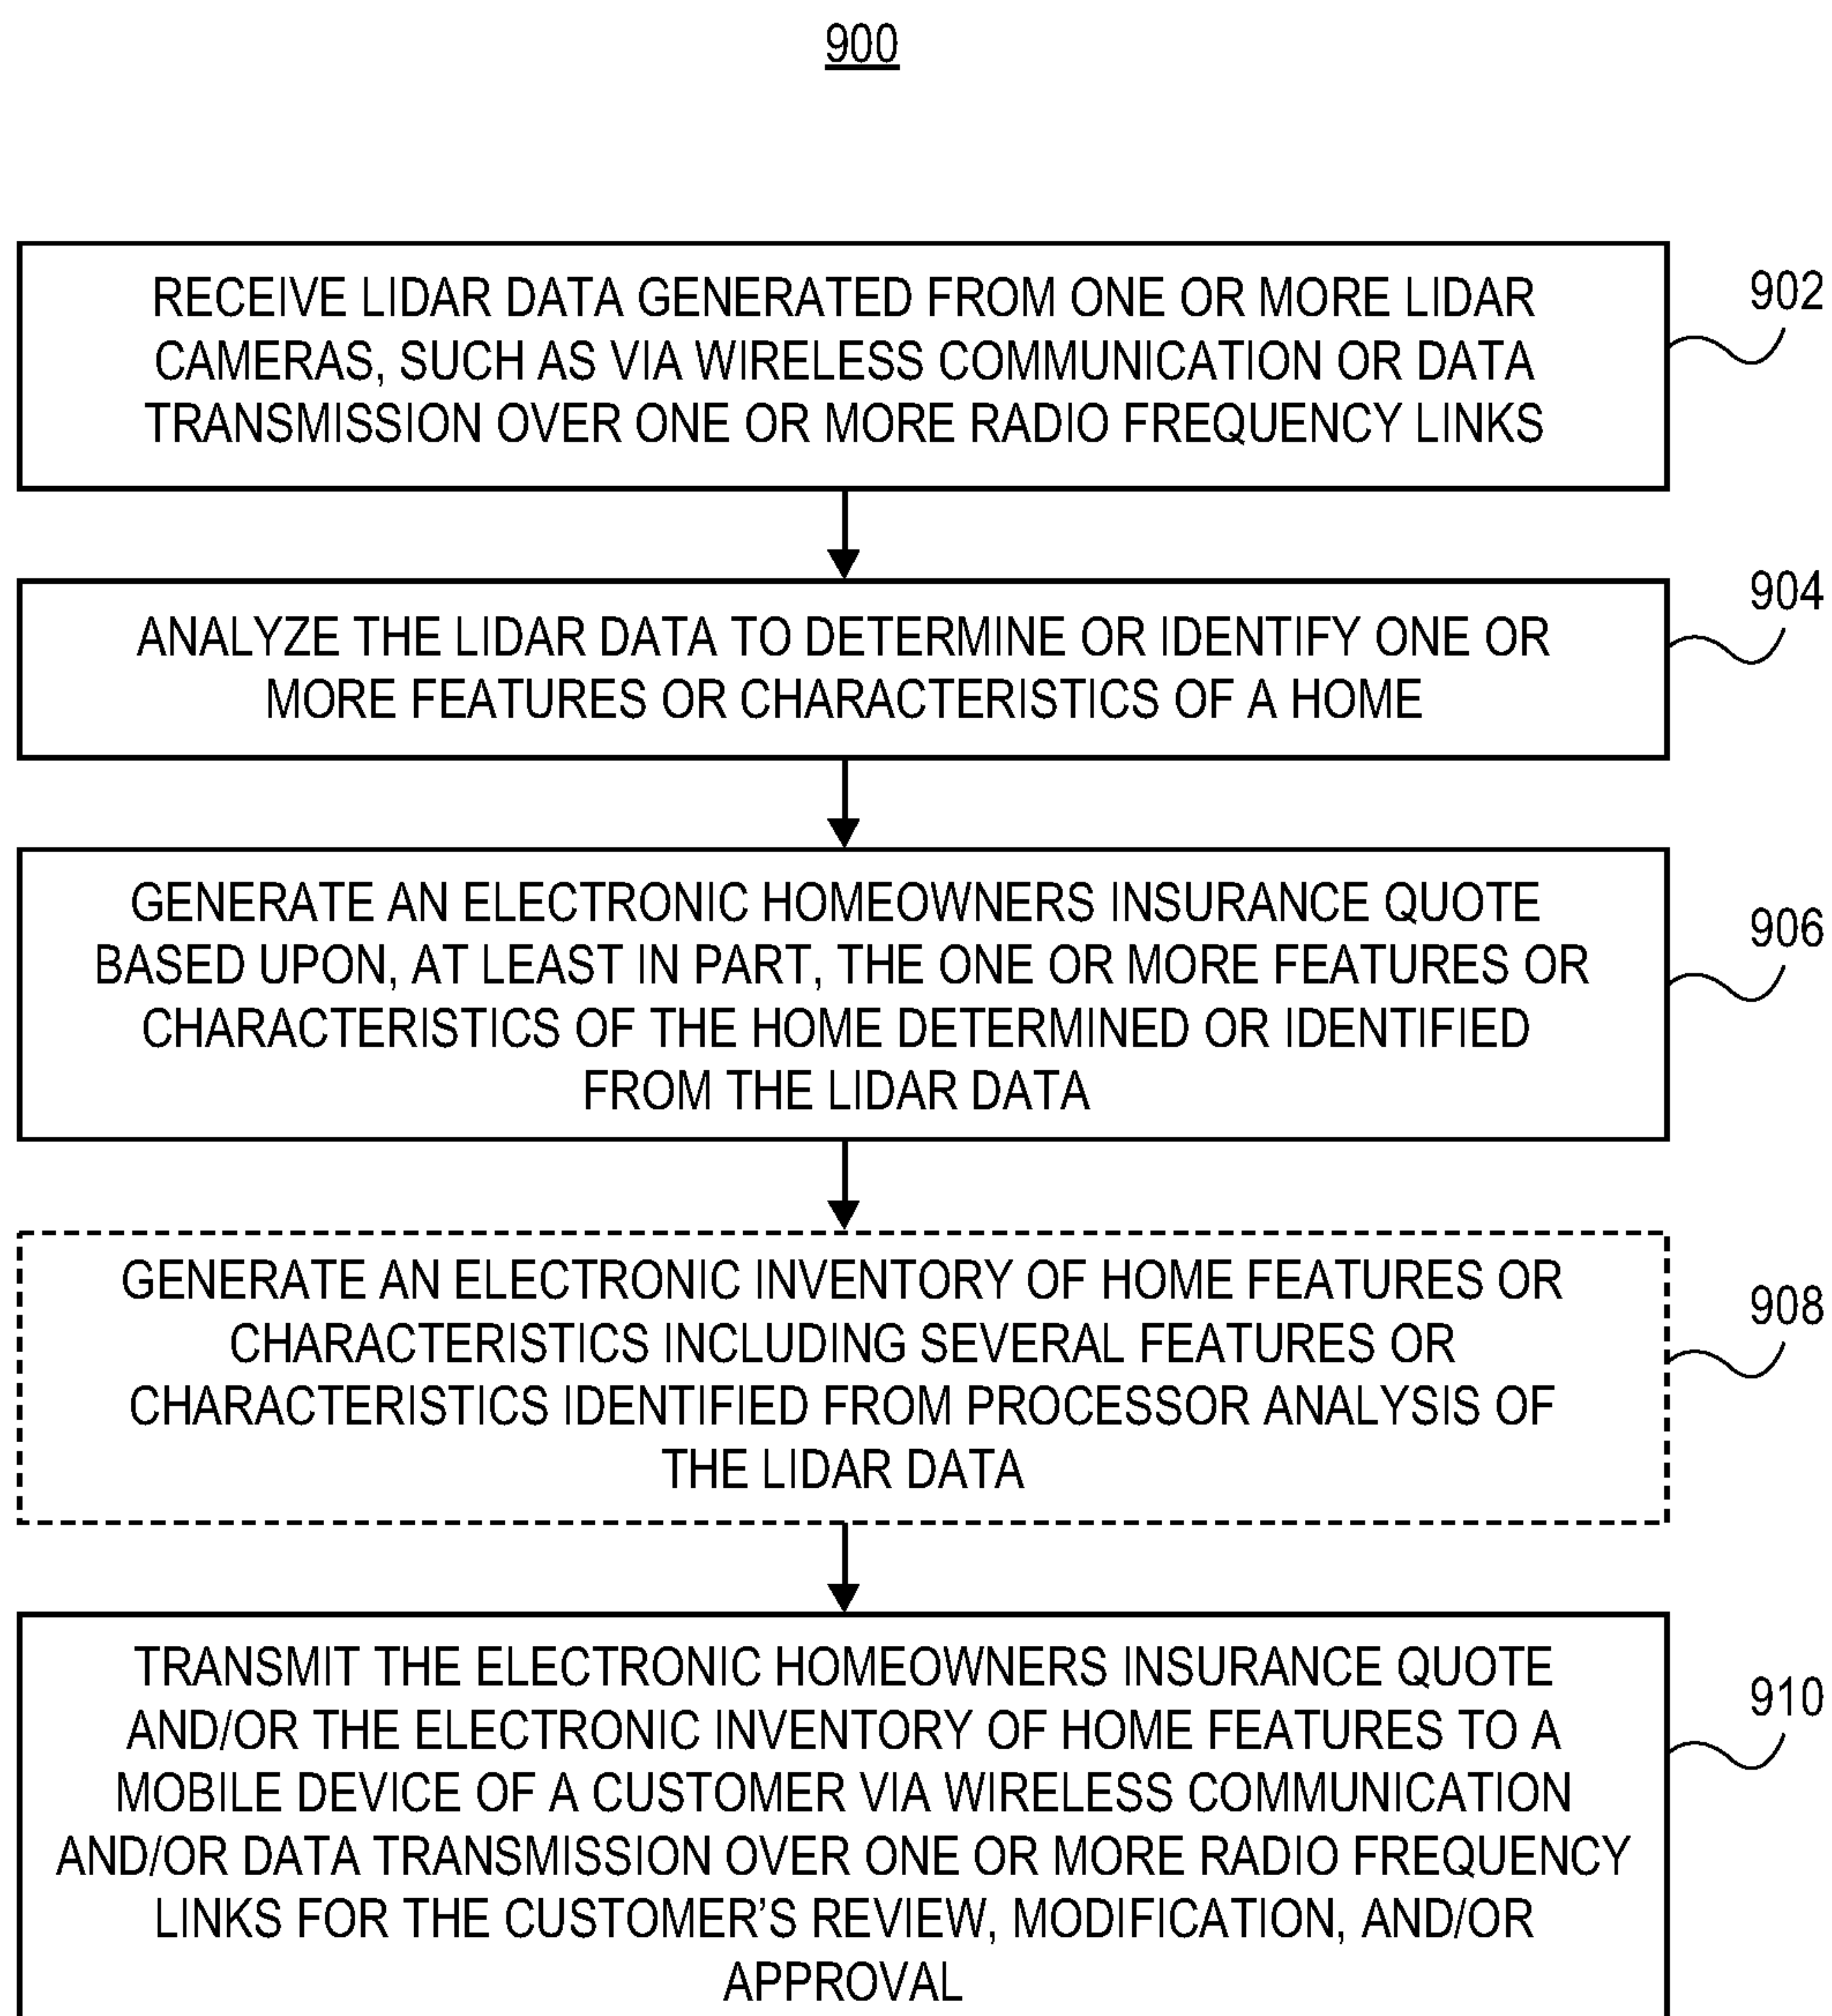 900
RECEIVE LIDAR DATA GENERATED FROM ONE OR MORE LIDAR
CAMERAS, SUCH AS VIA WIRELESS COMMUNICATION OR DATA
TRANSMISSION OVER ONE OR MORE RADIO FREQUENCY LINKS
902
ANALYZE THE LIDAR DATA TO DETERMINE OR IDENTIFY ONE OR
MORE FEATURES OR CHARACTERISTICS OF A HOME
904
GENERATE AN ELECTRONIC HOMEOWNERS INSURANCE QUOTE
BASED UPON, AT LEAST IN PART, THE ONE OR MORE FEATURES OR
CHARACTERISTICS OF THE HOME DETERMINED OR IDENTIFIED
FROM THE LIDAR DATA
906
GENERATE AN ELECTRONIC INVENTORY OF HOME FEATURES OR
CHARACTERISTICS INCLUDING SEVERAL FEATURES OR
CHARACTERISTICS IDENTIFIED FROM PROCESSOR ANALYSIS OF
THE LIDAR DATA
908
TRANSMIT THE ELECTRONIC HOMEOWNERS INSURANCE QUOTE
AND/OR THE ELECTRONIC INVENTORY OF HOME FEATURES TO A
MOBILE DEVICE OF A CUSTOMER VIA WIRELESS COMMUNICATION
AND/OR DATA TRANSMISSION OVER ONE OR MORE RADIO FREQUENCY
LINKS FOR THE CUSTOMER’S REVIEW, MODIFICATION, AND/OR
APPROVAL
910